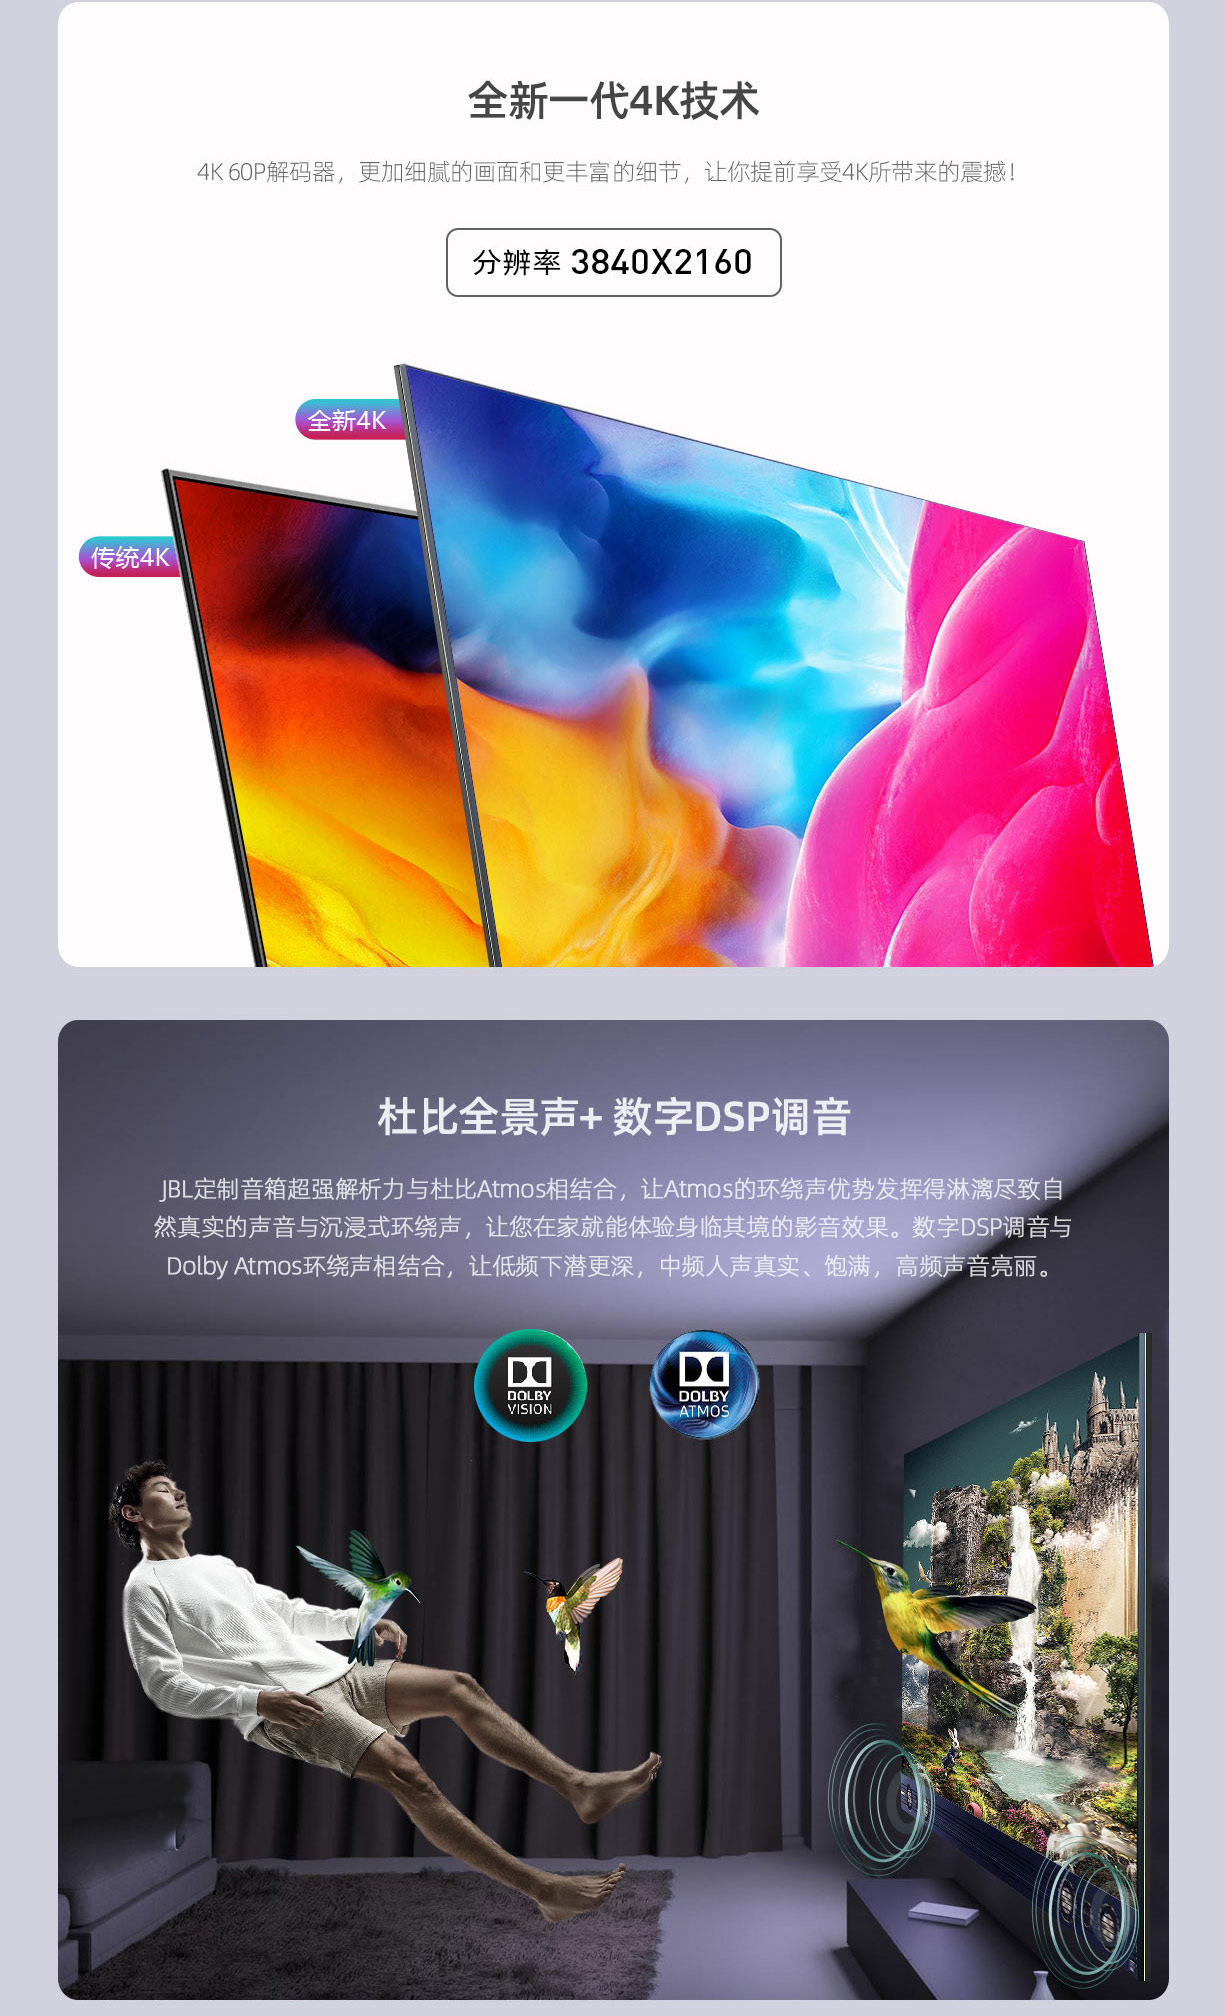 全新一代4K技术
4K 60P解码器，更加细腻的画面和更丰富的细节，让你提前享受4K所带来的震撼！
分辨率 3840X2160
全新4K
传统4K
杜比全景声+ 数字DSP调音
JBL定制音箱超强解析力与杜比Atmos相结合，让Atmos的环绕声优势发挥得淋漓尽致自
然真实的声音与沉浸式环绕声，让您在家就能体验身临其境的影音效果。数字DSP调音与
Dolby Atmos环绕声相结合，让低频下潜更深，中频人声真实、饱满，高频声音亮丽。
DOLBY
VISION
DOLBY
ATMOS